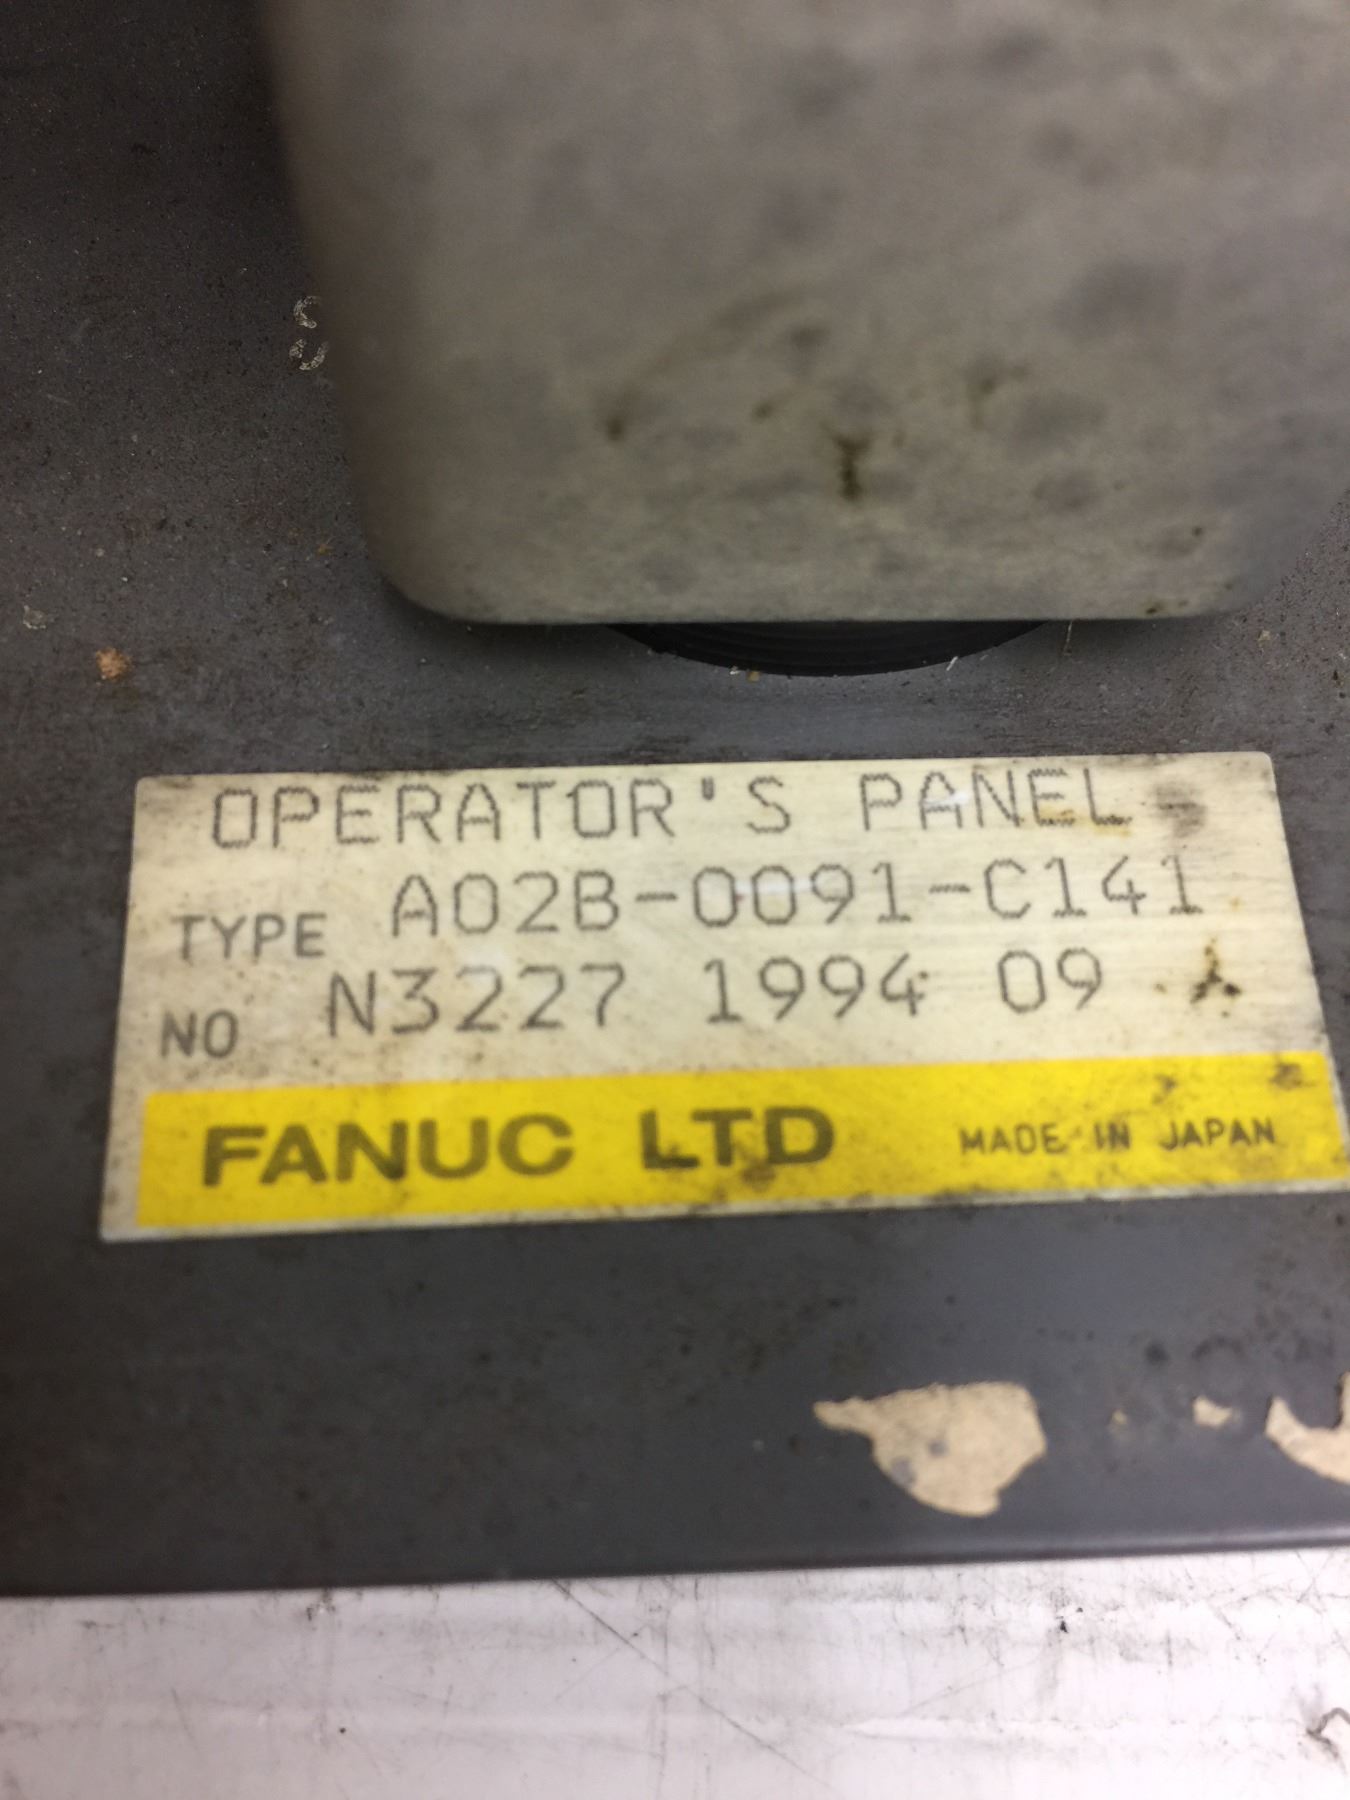 S
OPERATOR'S PANEL
TYPE A02B-0091-C141
NO N3227 1994 09
FANUC LTD MADE IN JAPAN